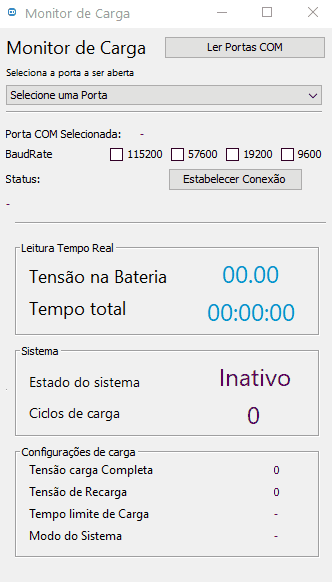 Monitor de Carga
Monitor de Carga Ler Portas COM
Seleciona a porta a ser aberta
Selecione uma Porta
Porta COM Selecionada: -
BaudRate 115200 57600 19200 9600
Status: Estabelecer Conexão
-
Leitura Tempo Real
Tensão na Bateria 00.00
Tempo total 00:00:00
Sistema
Estado do sistema Inativo
Ciclos de carga 0
Configurações de carga
Tensão carga Completa 0
Tensão de Recarga 0
Tempo limite de Carga -
Modo do Sistema -